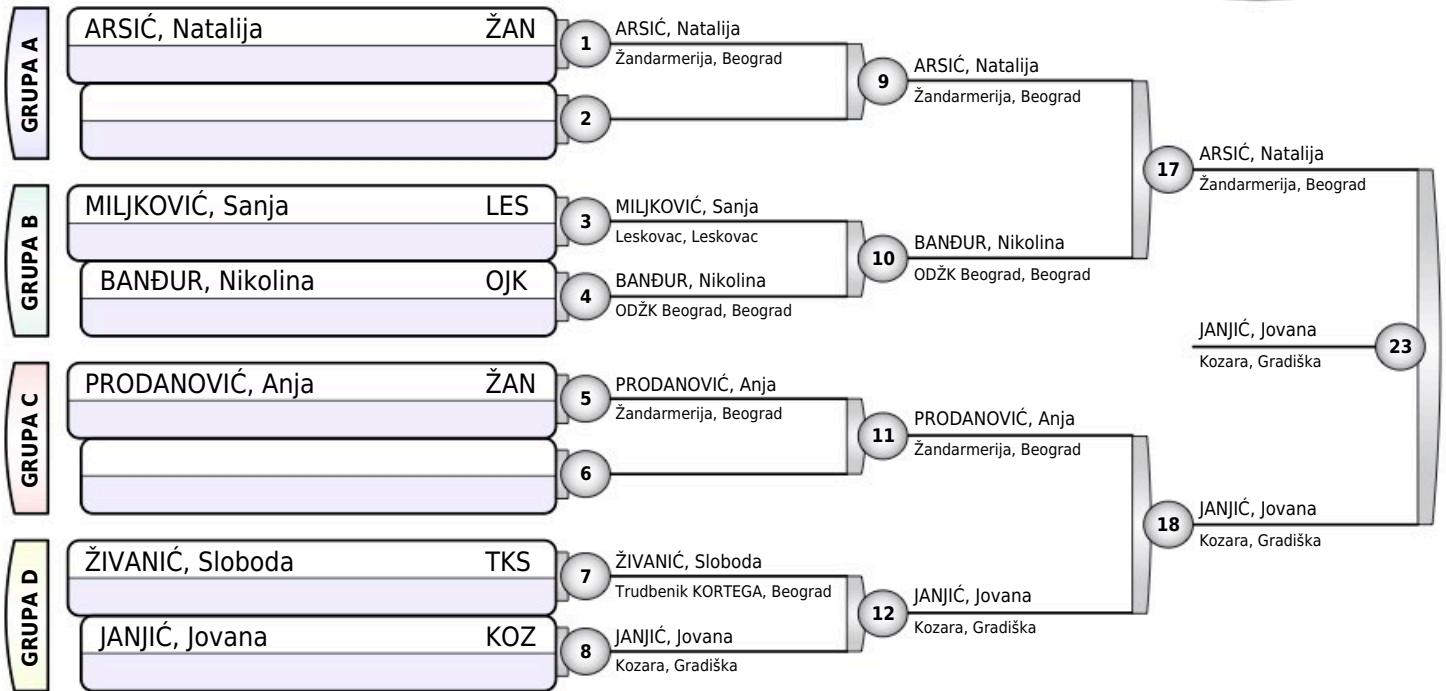 GRUPA A
ARSIĆ, Natalija ŽAN
1
ARSIĆ, Natalija
Žandarmerija, Beograd
2
9
ARSIĆ, Natalija
Žandarmerija, Beograd
17
ARSIĆ, Natalija
Žandarmerija, Beograd
GRUPA B
MILJKOVIĆ, Sanja LES
3
MILJKOVIĆ, Sanja
Leskovac, Leskovac
BANĐUR, Nikolina OJK
4
BANĐUR, Nikolina
ODŽK Beograd, Beograd
10
BANĐUR, Nikolina
ODŽK Beograd, Beograd
JANJIĆ, Jovana
Kozara, Gradiška
23
GRUPA C
PRODANOVIĆ, Anja ŽAN
5
PRODANOVIĆ, Anja
Žandarmerija, Beograd
6
11
PRODANOVIĆ, Anja
Žandarmerija, Beograd
18
JANJIĆ, Jovana
Kozara, Gradiška
GRUPA D
ŽIVANIĆ, Sloboda TKS
7
ŽIVANIĆ, Sloboda
Trudbenik KORTEGA, Beograd
JANJIĆ, Jovana KOZ
8
JANJIĆ, Jovana
Kozara, Gradiška
12
JANJIĆ, Jovana
Kozara, Gradiška